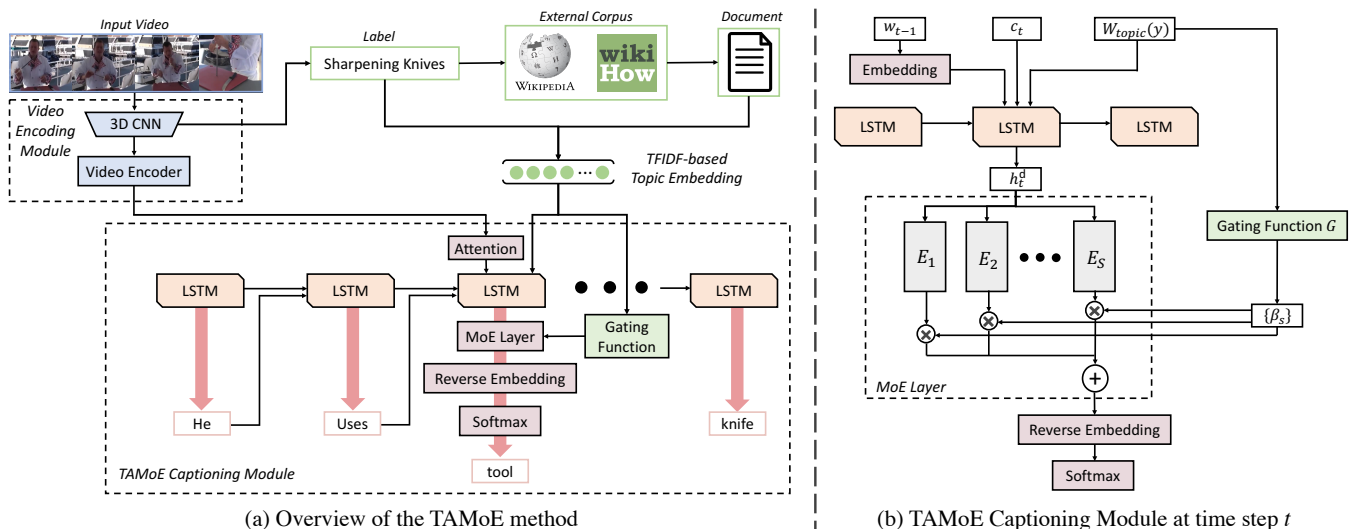 Input Video
Label
External Corpus
Document
Sharpening Knives
WIKIPEDIA
wiki
How
Video
Encoding
Module
3D CNN
Video Encoder
TFIDF-based
Topic Embedding
Attention
LSTM
LSTM
LSTM
LSTM
MoE Layer
Gating
Function
Reverse Embedding
He
Uses
Softmax
knife
tool
TAMoE Captioning Module
(a) Overview of the TAMoE method
w_{t−1}
c_t
W_{topic}(y)
Embedding
LSTM
LSTM
LSTM
h_t^d
E_1
E_2
E_S
Gating Function G
{β_s}
MoE Layer
Reverse Embedding
Softmax
(b) TAMoE Captioning Module at time step t